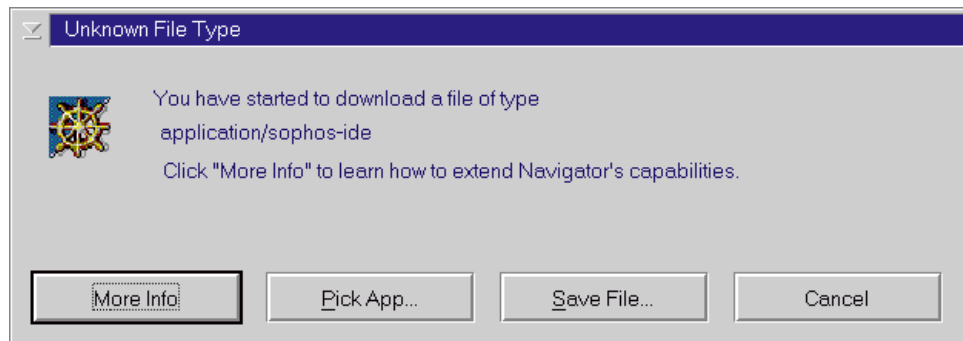 Unknown File Type
You have started to download a file of type
application/sophos-ide
Click "More Info" to learn how to extend Navigator's capabilities.
More Info Pick App... Save File... Cancel